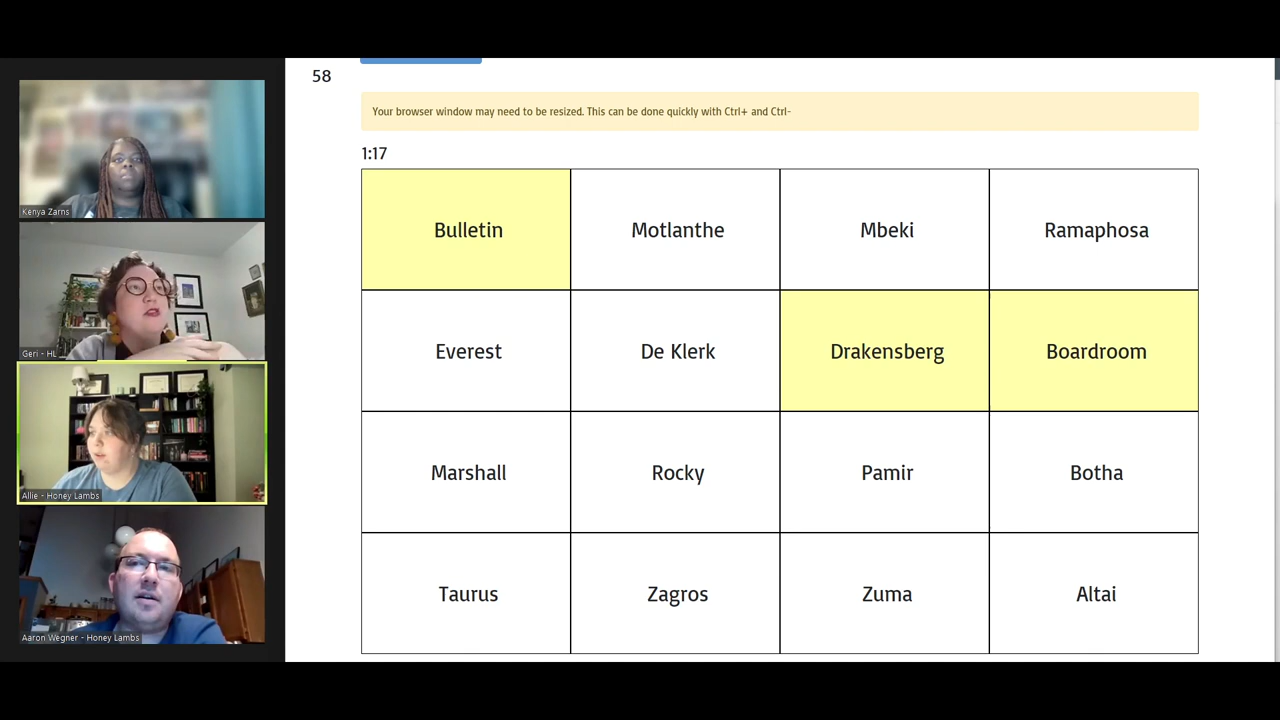 58
Your browser window may need to be resized. This can be done quickly with Ctrl+ and Ctrl-
1:17
Bulletin Motlanthe Mbeki Ramaphosa
Everest De Klerk Drakensberg Boardroom
Marshall Rocky Pamir Botha
Taurus Zagros Zuma Altai
Kenya Zarns
Geri - HL
Allie - Honey Lambs
Aaron Wegner - Honey Lambs